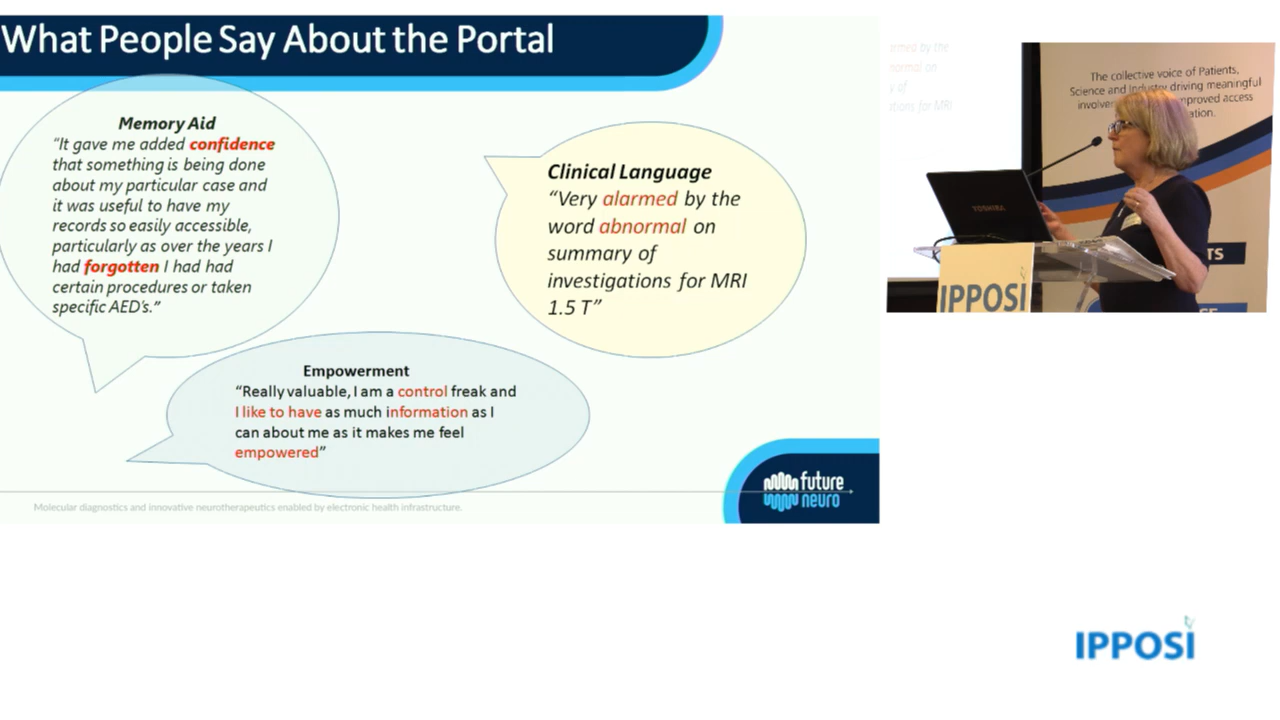 What People Say About the Portal
Memory Aid
“It gave me added confidence
that something is being done
about my particular case and
it was useful to have my
records so easily accessible,
particularly as over the years I
had forgotten I had had
certain procedures or taken
specific AED’s.”
Clinical Language
“Very alarmed by the
word abnormal on
summary of
investigations for MRI
1.5 T”
Empowerment
“Really valuable, I am a control freak and
I like to have as much information as I
can about me as it makes me feel
empowered”
future
neuro
Molecular diagnostics and innovative neurotherapeutics enabled by electronic health infrastructure.
The collective voice of Patients,
Science and Industry driving meaningful
improved access
TOSHIBA
IPPOSI
TS
IPPOSI